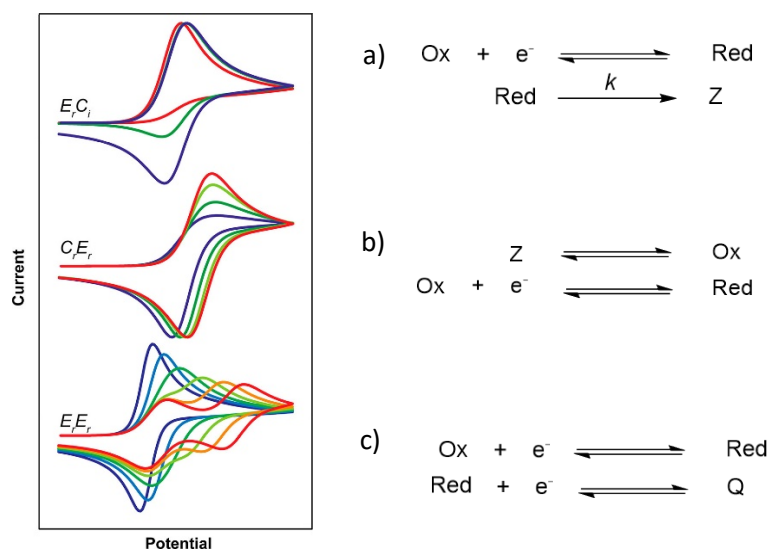 Current
ErCi
CrEr
ErEr
Potential
a) Ox + e⁻ ⇌ Red
Red k → Z
b) Z ⇌ Ox
Ox + e⁻ ⇌ Red
c) Ox + e⁻ ⇌ Red
Red + e⁻ ⇌ Q